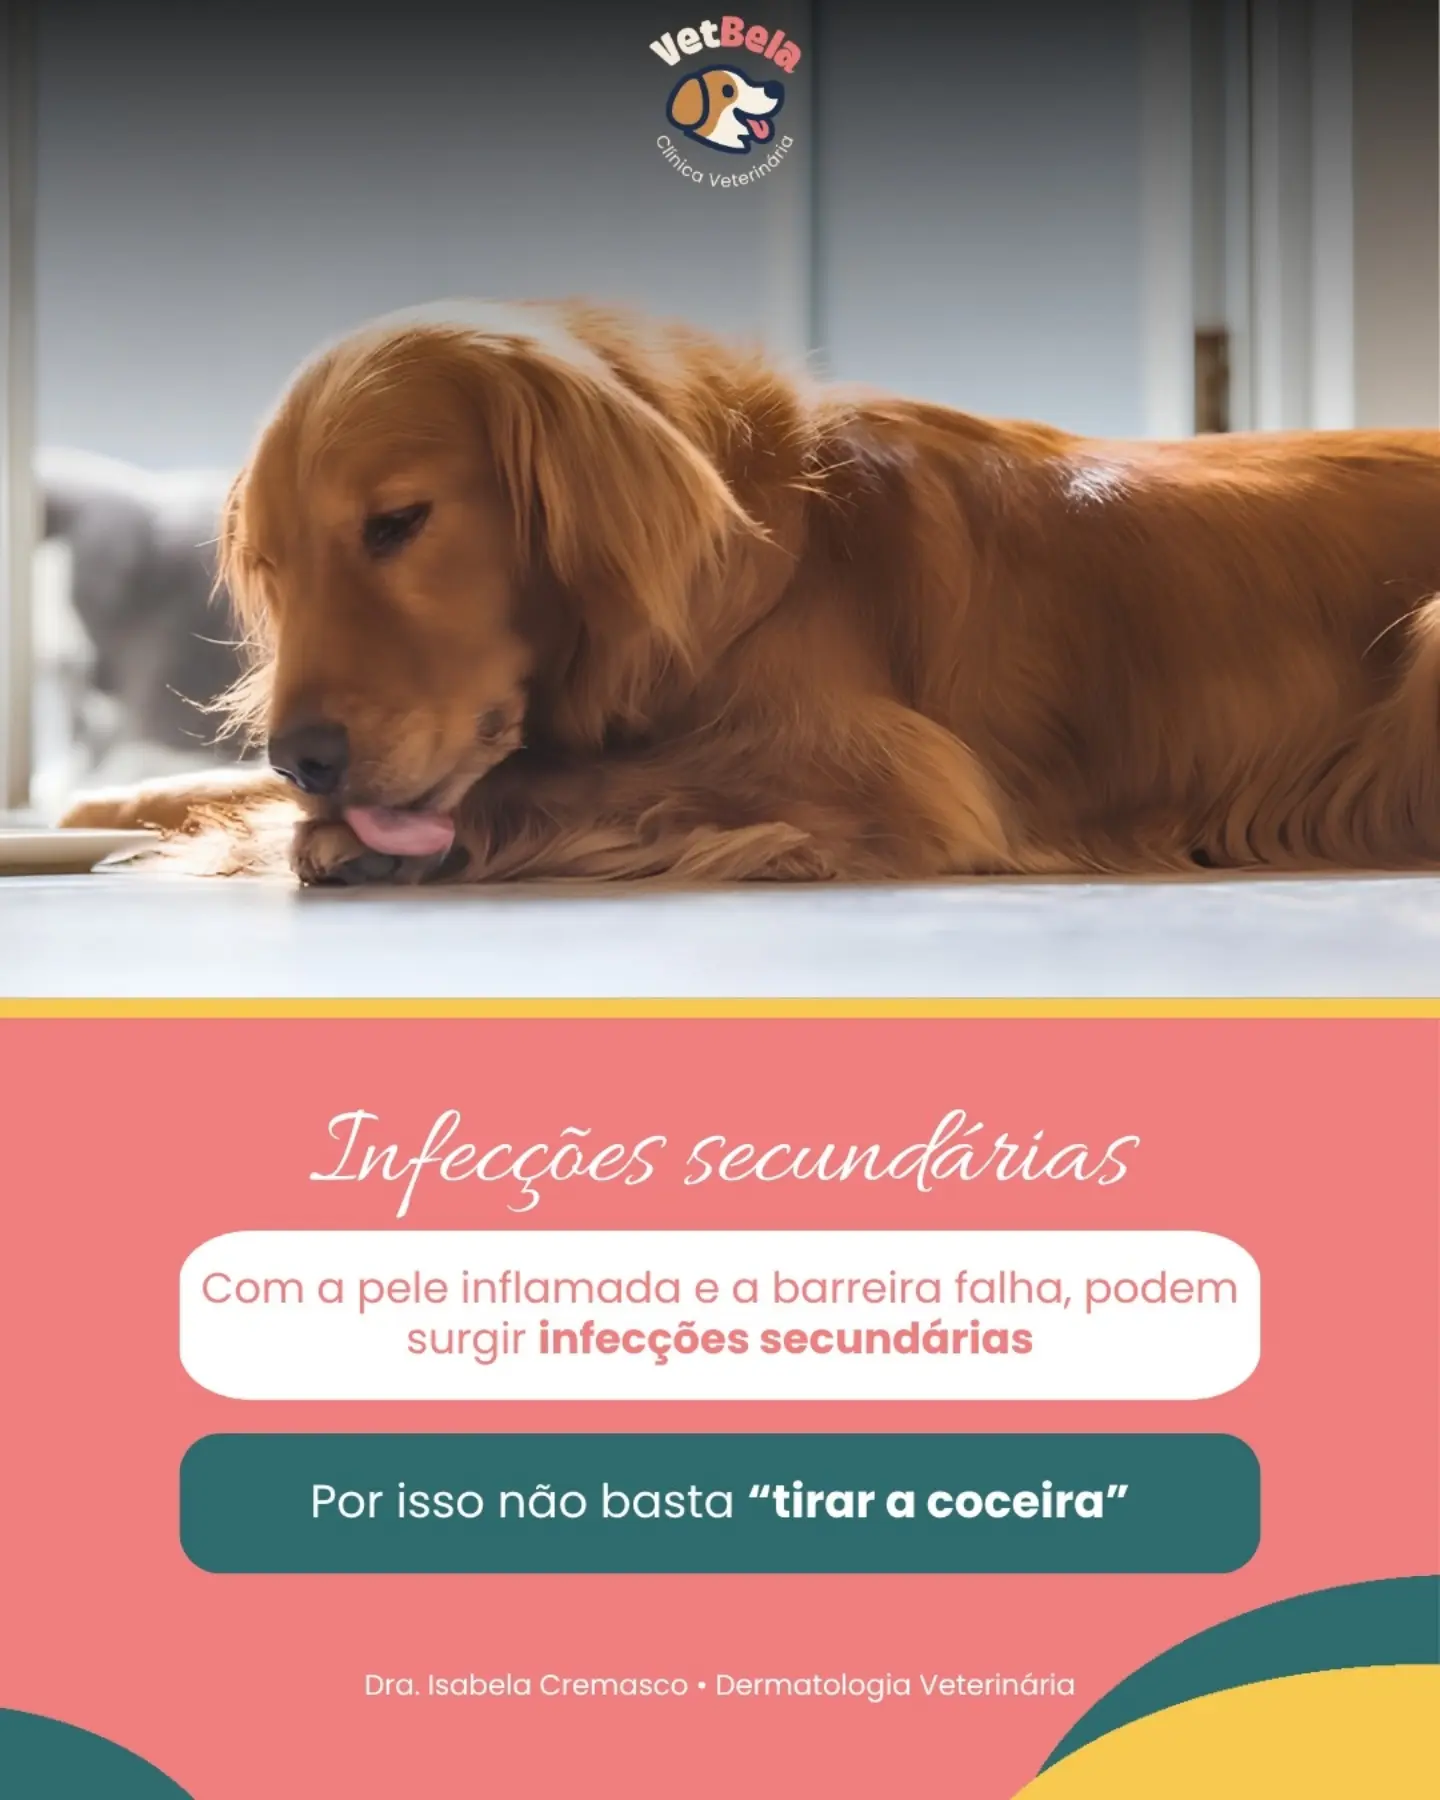 VetBela
Clínica Veterinária
Infecções secundárias
Com a pele inflamada e a barreira falha, podem
surgir infecções secundárias
Por isso não basta “tirar a coceira”
Dra. Isabela Cremasco • Dermatologia Veterinária